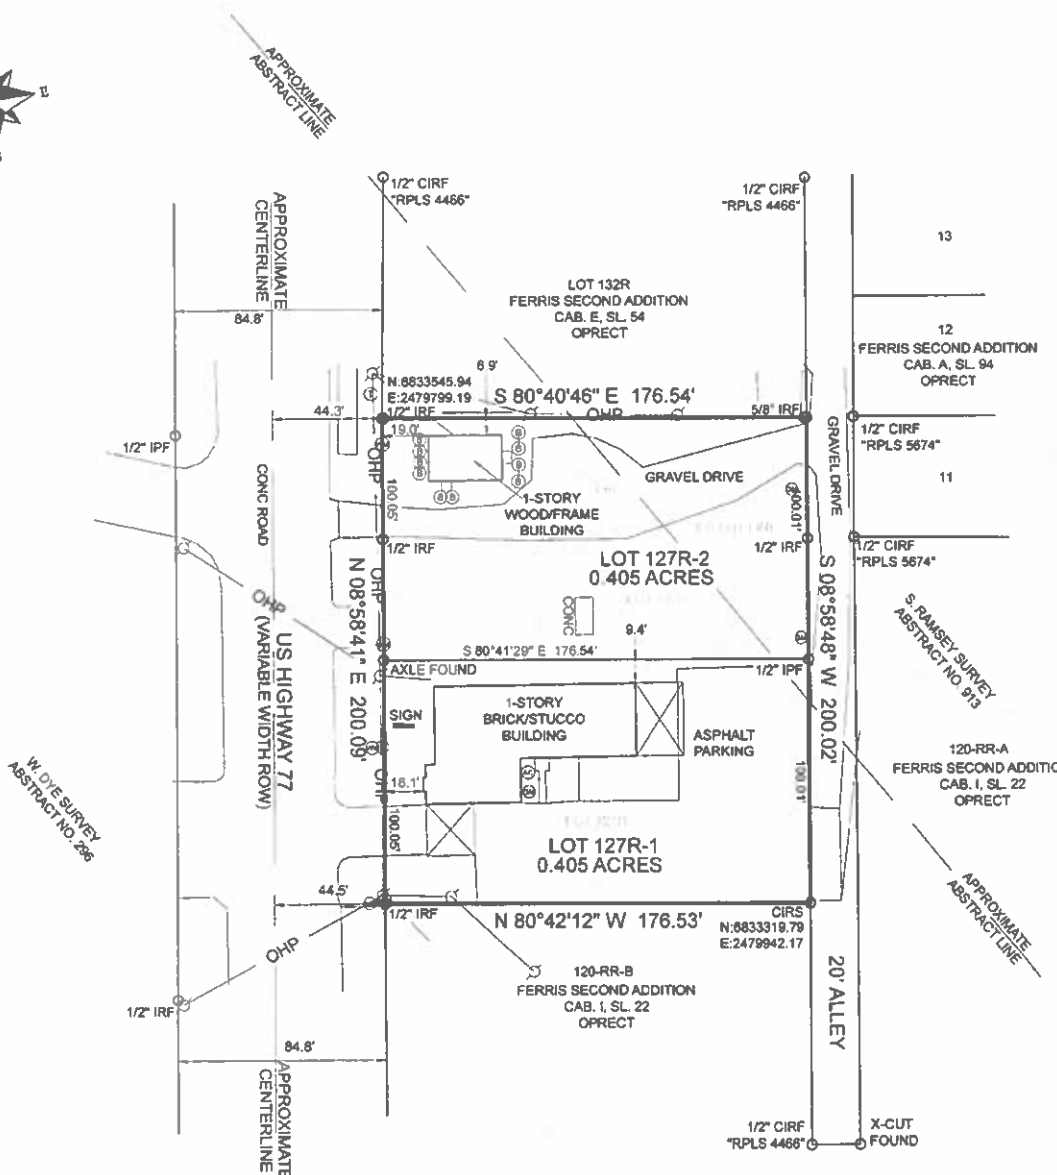 E
APPROXIMATE
ABSTRACT LINE
1/2" CIRF
"RPLS 4466"
1/2" CIRF
"RPLS 4466"
APPROXIMATE
CENTERLINE
84.8'
13
LOT 132R
FERRIS SECOND ADDITION
CAB. E, SL. 54
OPRECT
12
FERRIS SECOND ADDITION
CAB. A, SL. 94
OPRECT
6.9'
N:6833545.94
E:2479799.19
S 80°40'46" E 176.54'
44.3'
1/2" IRF
OHP
5/8" IRF
19.0'
1/2" IPF
1/2" CIRF
"RPLS 5674"
GRAVEL DRIVE
GRAVEL DRIVE
11
OHP
100.05'
CONC ROAD
1-STORY
WOOD/FRAME
BUILDING
100.01'
1/2" IRF
1/2" IRF
1/2" CIRF
"RPLS 5674"
LOT 127R-2
0.405 ACRES
OHP
OHP
N 08°58'41" E 200.09'
S 08°58'48" W 200.02'
CONC
S. RAMSEY SURVEY
ABSTRACT NO. 913
9.4'
US HIGHWAY 77
(VARIABLE WIDTH ROW)
S 80°41'29" E 176.54'
AXLE FOUND
1/2" IPF
1-STORY
BRICK/STUCCO
BUILDING
SIGN
ASPHALT
PARKING
120-RR-A
FERRIS SECOND ADDITIO
CAB. I, SL. 22
OPRECT
W. DYE SURVEY
ABSTRACT NO. 296
OHP
18.1'
100.01'
100.05'
LOT 127R-1
0.405 ACRES
44.5'
1/2" IRF
N 80°42'12" W 176.53'
CIRS
N:6833319.79
E:2479942.17
APPROXIMATE
ABSTRACT LINE
OHP
120-RR-B
FERRIS SECOND ADDITION
CAB. I, SL. 22
OPRECT
20' ALLEY
1/2" IRF
84.8'
APPROXIMATE
CENTERLINE
1/2" CIRF
"RPLS 4466"
X-CUT
FOUND